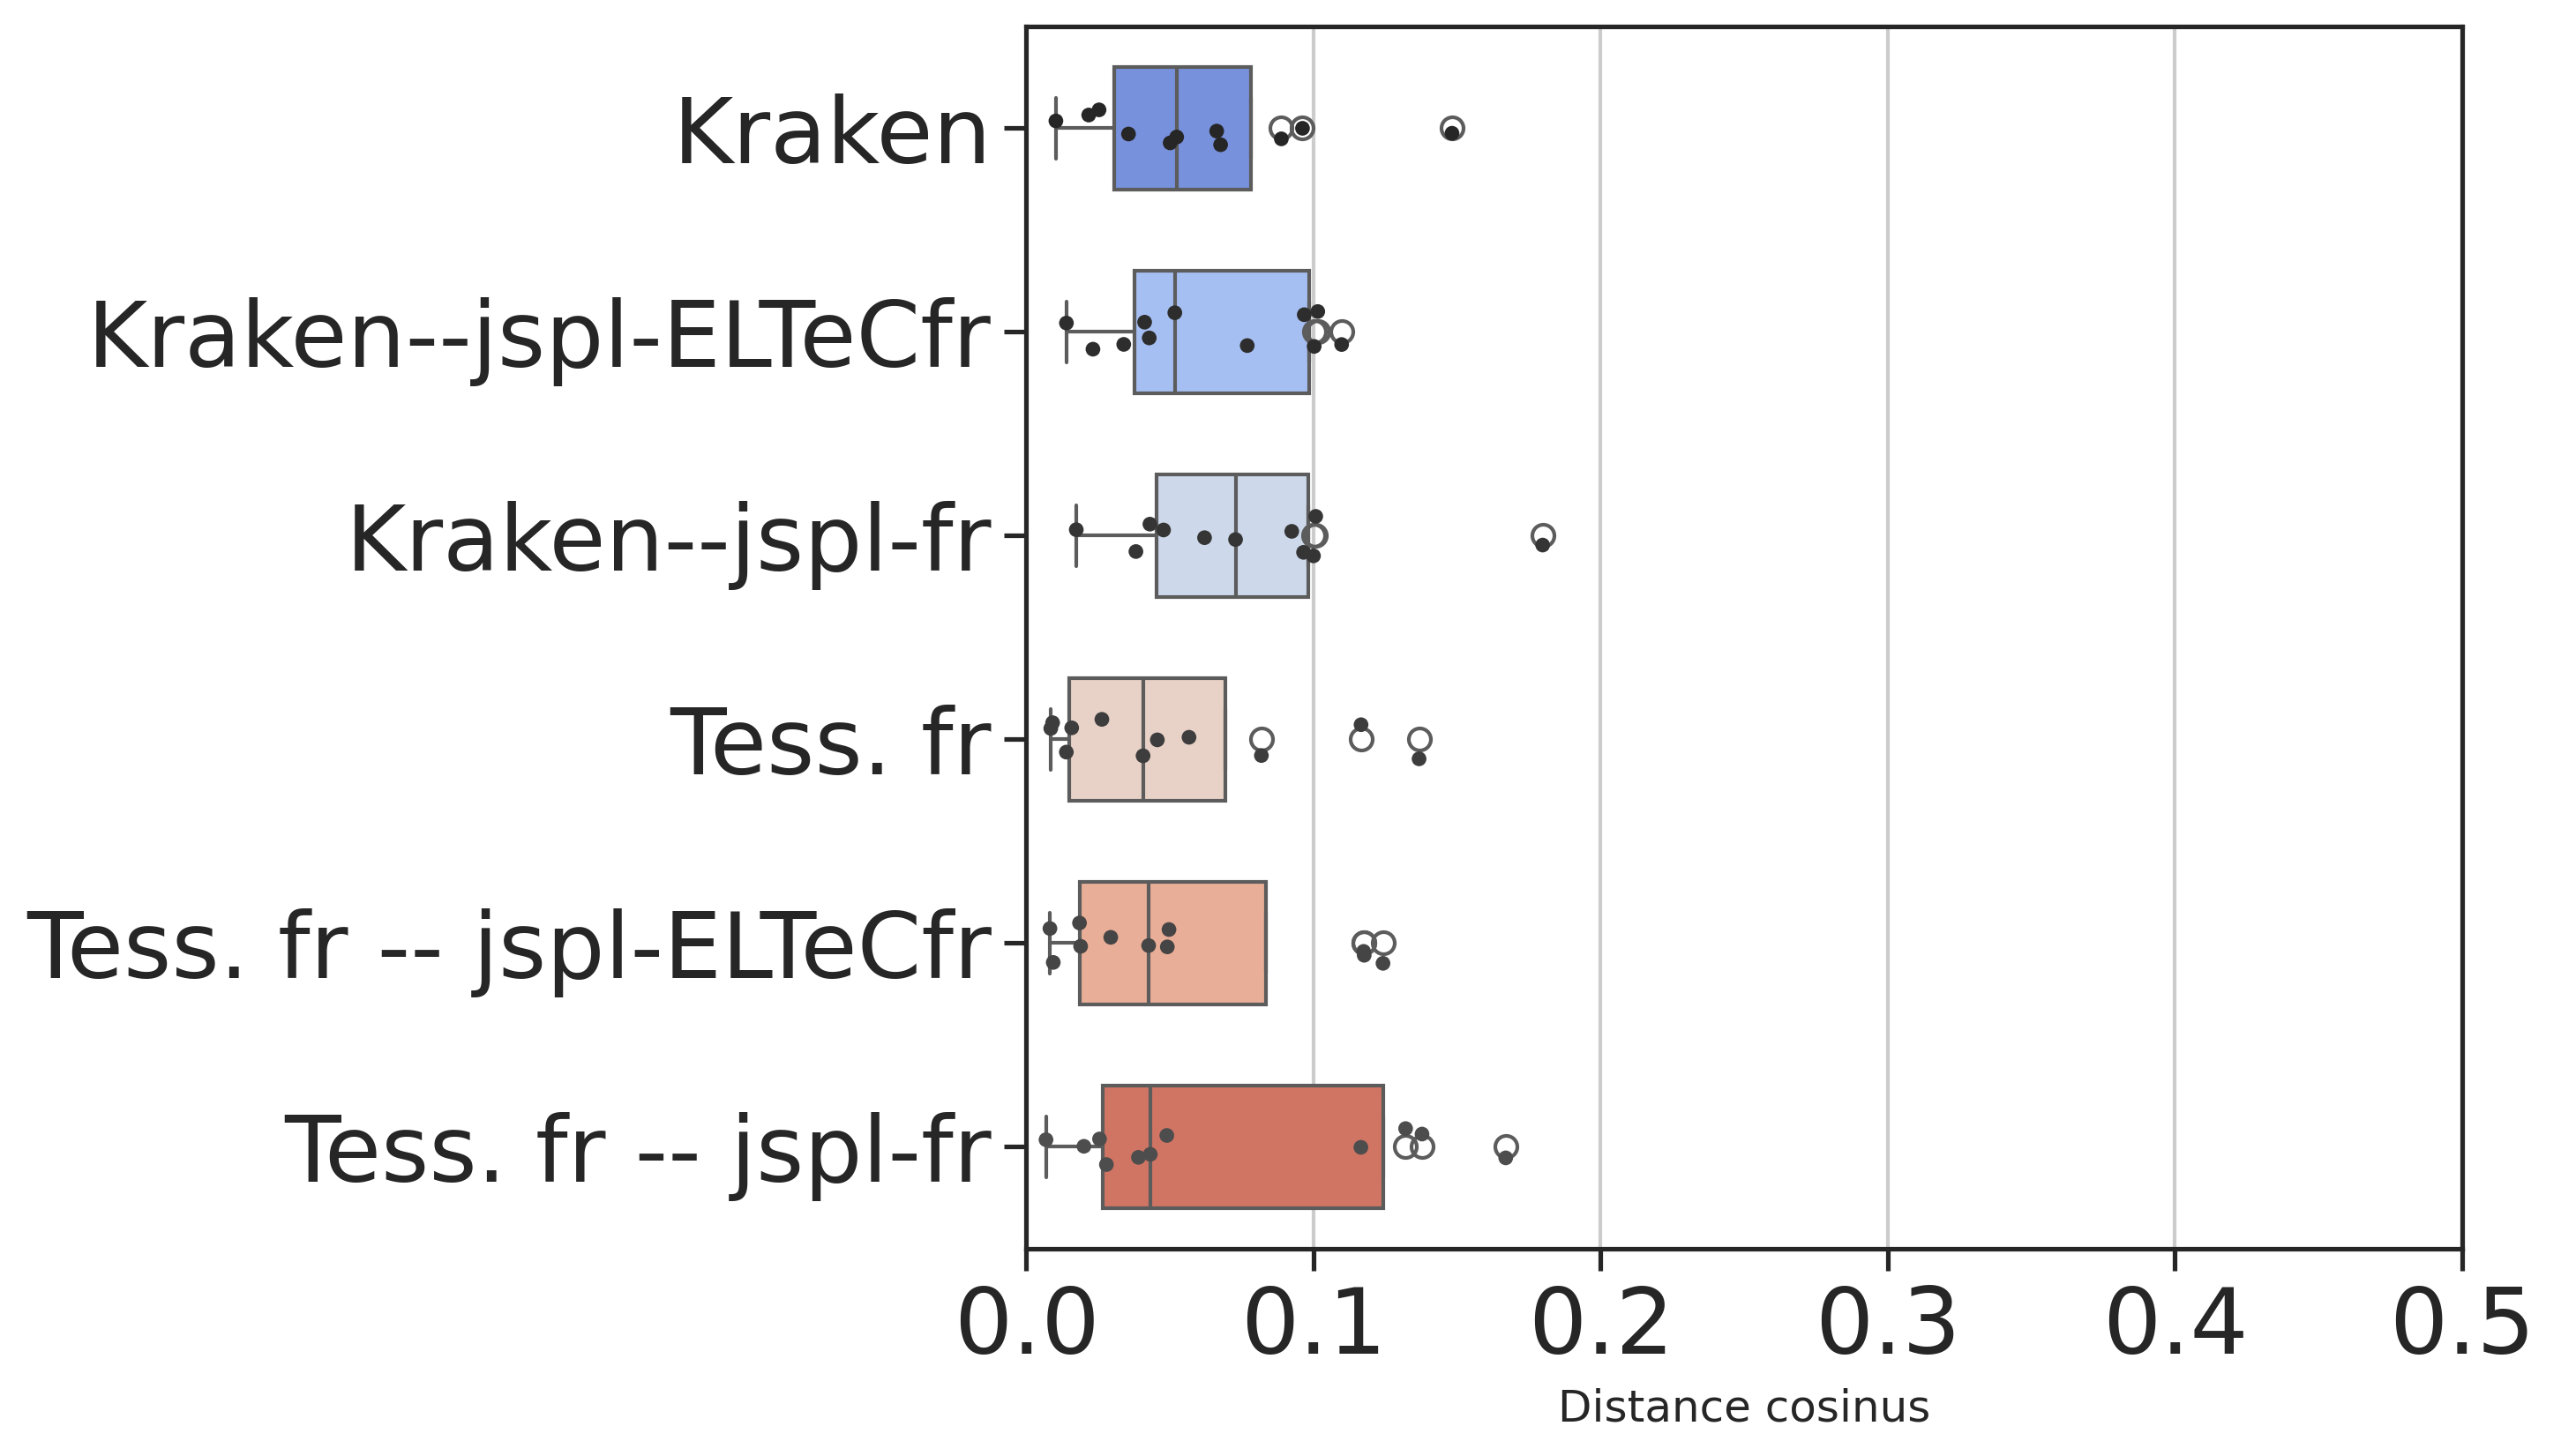 Kraken
Kraken--jspl-ELTeCfr
Kraken--jspl-fr
Tess. fr
Tess. fr -- jspl-ELTeCfr
Tess. fr -- jspl-fr
0.0 0.1 0.2 0.3 0.4 0.5
Distance cosinus